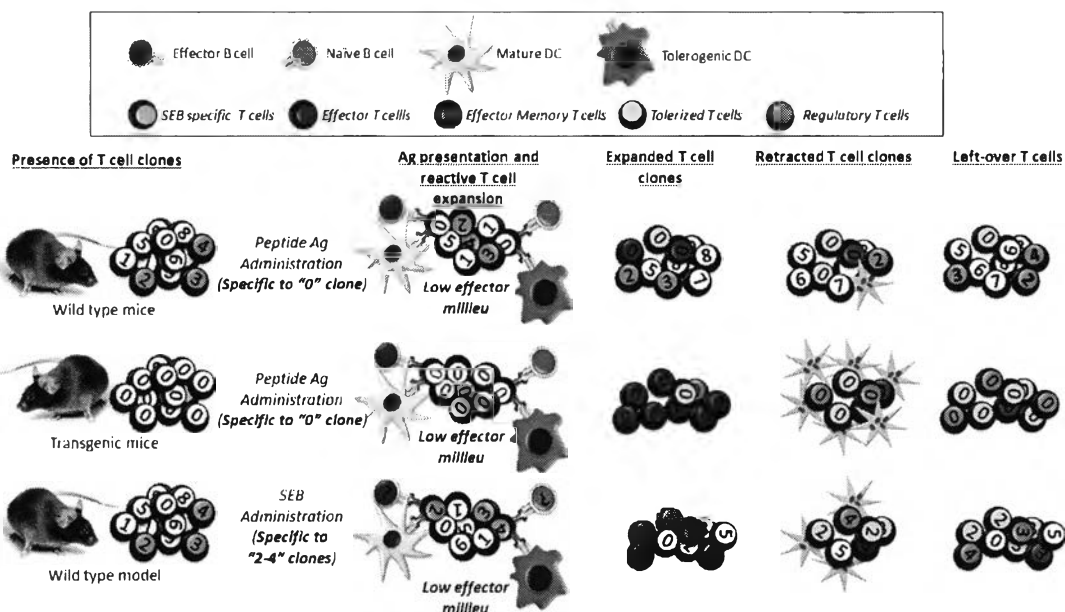 Effector B cell
Naïve B cell
Mature DC
Tolerogenic DC
SEB specific T cells
Effector T cellls
Effector Memory T cells
Tolerized T cells
Regulatory T cells
Presence of T cell clones
Ag presentation and
reactive T cell
expansion
Expanded T cell
clones
Retracted T cell clones
Left-over T cells
Peptide Ag
Administration
(Specific to "0" clone)
Low effector
millieu
Wild type mice
Peptide Ag
Administration
(Specific to "0" clone)
Low effector
millieu
Transgenic mice
SEB
Administration
(Specific to
"2-4" clones)
Low effector
millieu
Wild type model